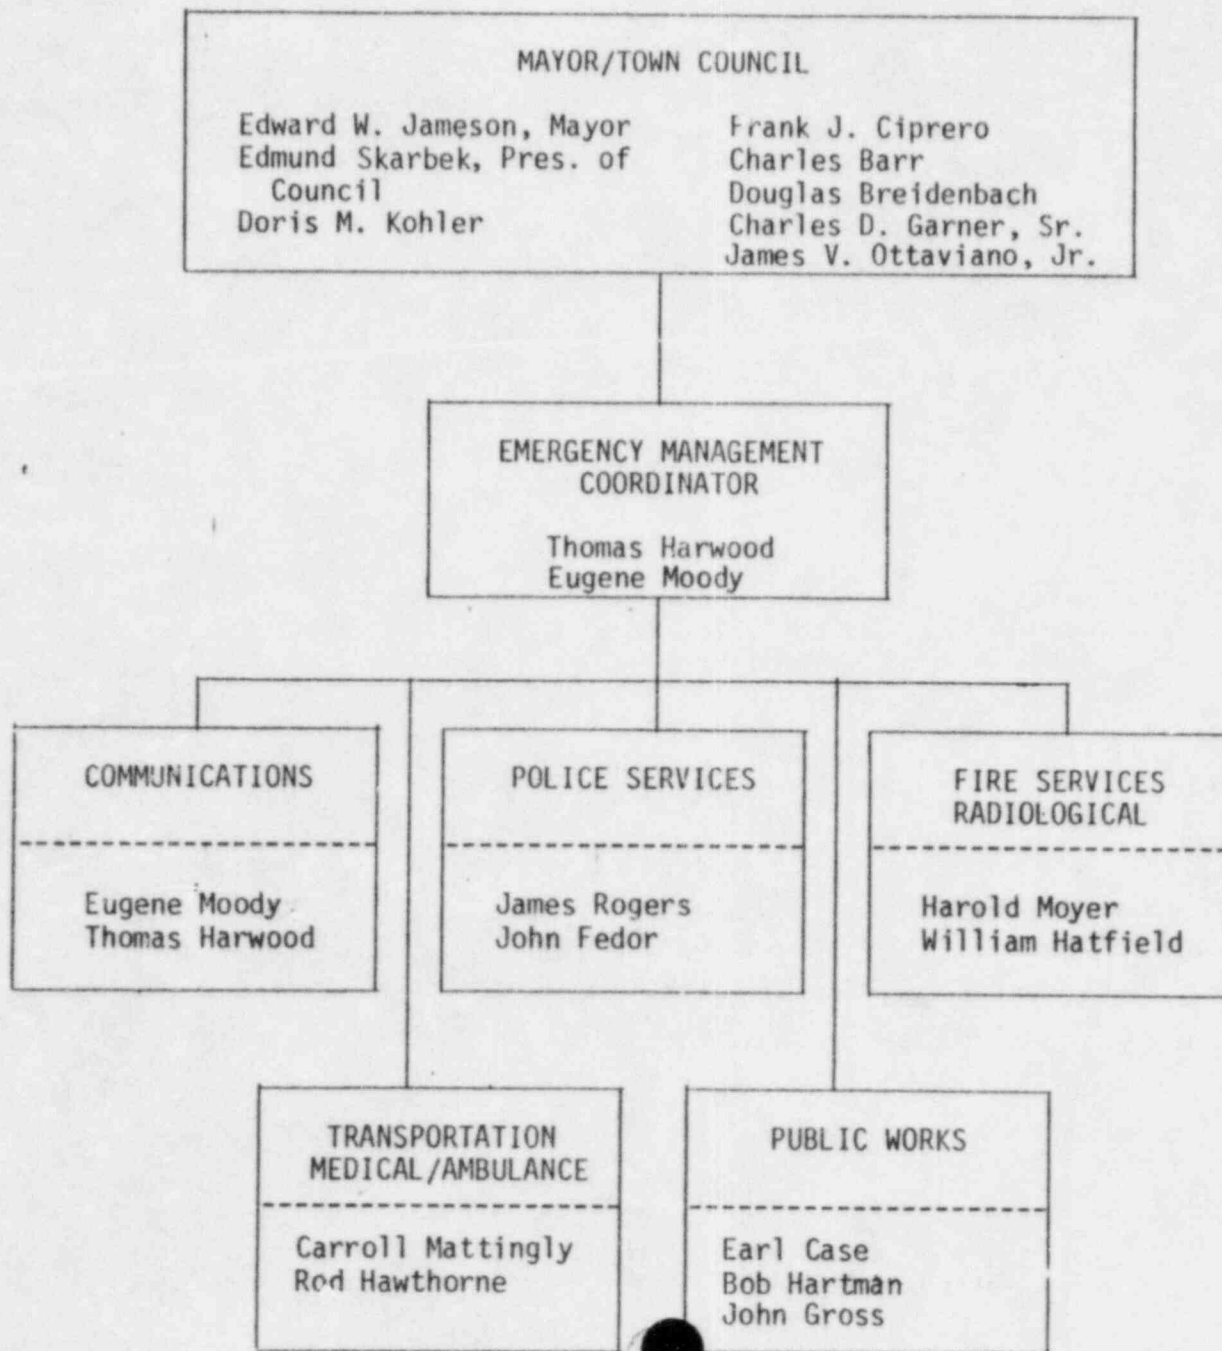 MAYOR/TOWN COUNCIL
Edward W. Jameson, Mayor
Edmund Skarbek, Pres. of
Council
Doris M. Kohler
Frank J. Ciprero
Charles Barr
Douglas Breidenbach
Charles D. Garner, Sr.
James V. Ottaviano, Jr.
EMERGENCY MANAGEMENT
COORDINATOR
Thomas Harwood
Eugene Moody
COMMUNICATIONS
Eugene Moody
Thomas Harwood
POLICE SERVICES
James Rogers
John Fedor
FIRE SERVICES
RADIOLOGICAL
Harold Moyer
William Hatfield
TRANSPORTATION
MEDICAL/AMBULANCE
Carroll Mattingly
Rod Hawthorne
PUBLIC WORKS
Earl Case
Bob Hartman
John Gross